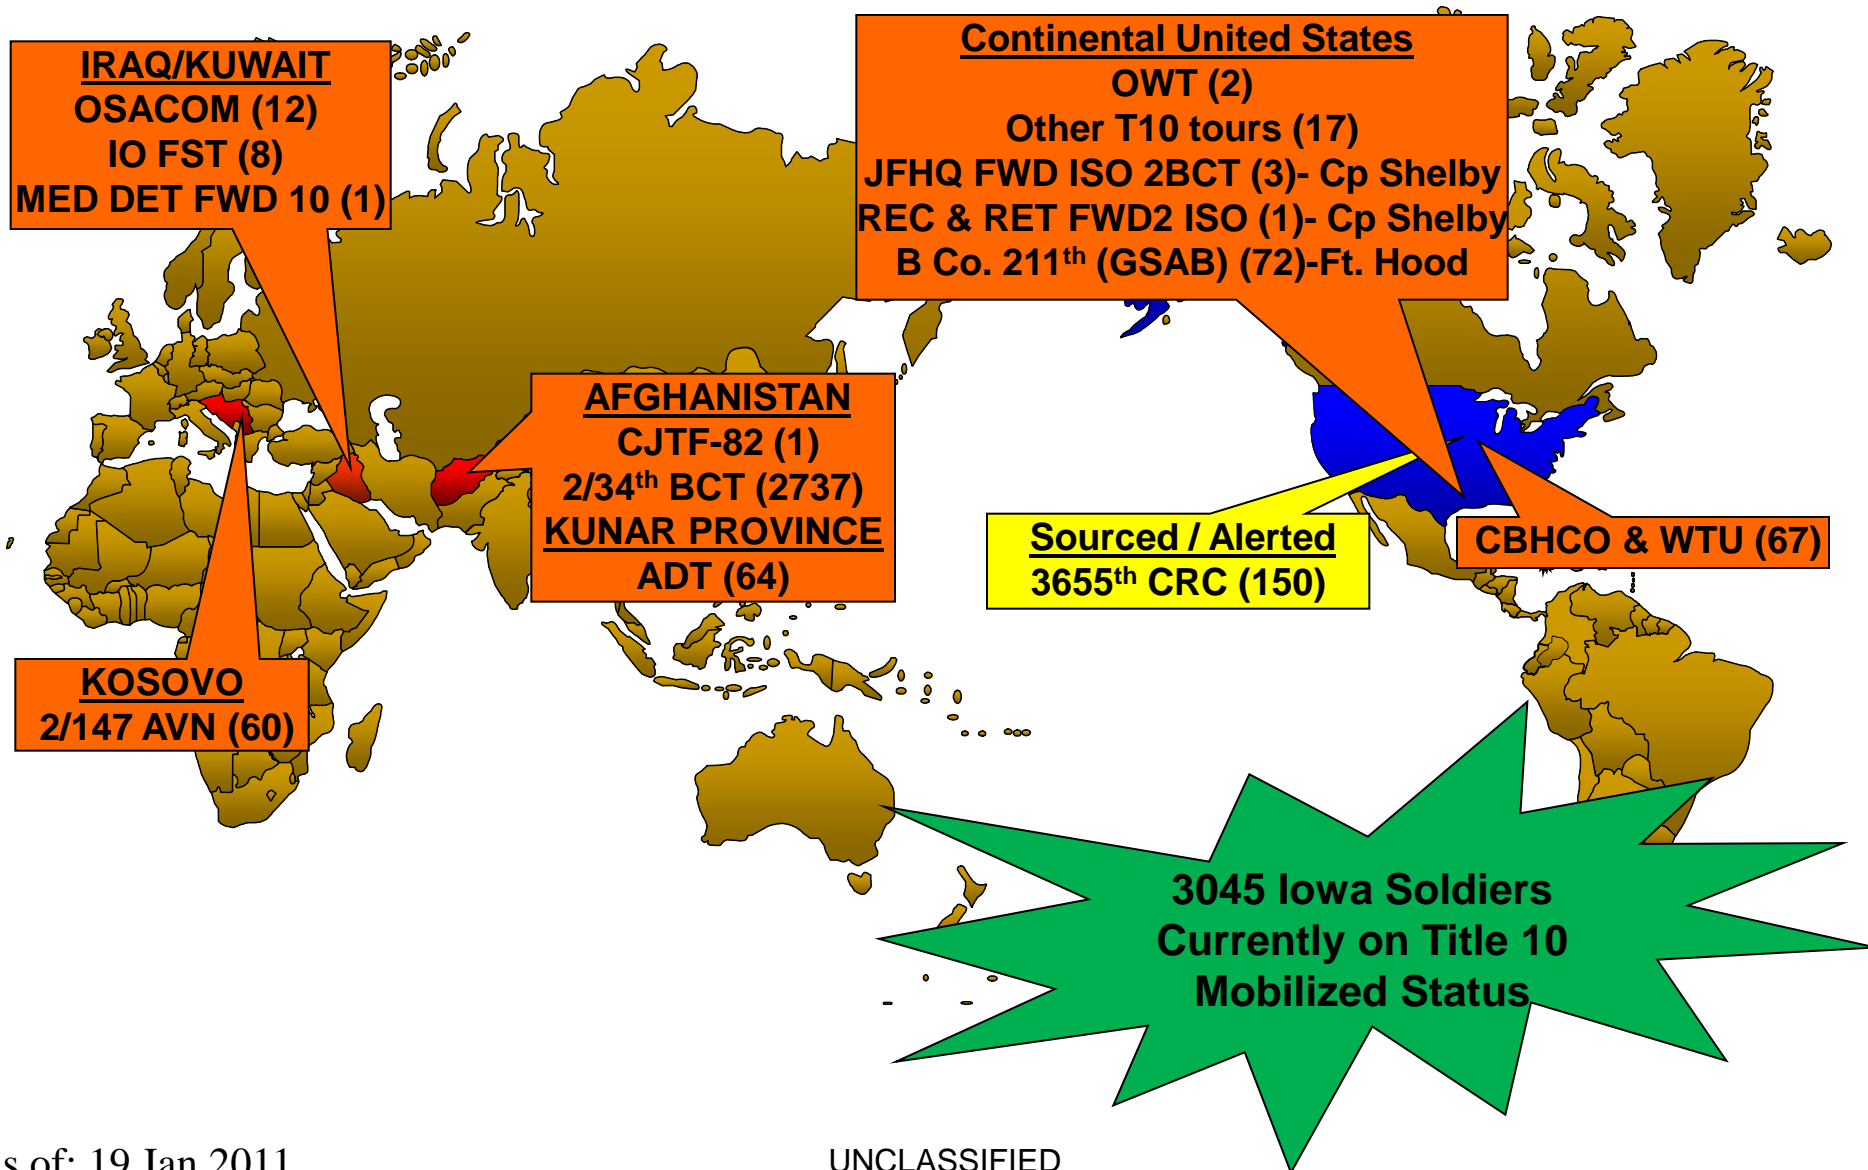 IRAQ/KUWAIT
OSACOM (12)
IO FST (8)
MED DET FWD 10 (1)
Continental United States
OWT (2)
Other T10 tours (17)
JFHQ FWD ISO 2BCT (3)- Cp Shelby
REC & RET FWD2 ISO (1)- Cp Shelby
B Co. 211th (GSAB) (72)-Ft. Hood
AFGHANISTAN
CJTF-82 (1)
2/34th BCT (2737)
KUNAR PROVINCE
ADT (64)
Sourced / Alerted
3655th CRC (150)
CBHCO & WTU (67)
KOSOVO
2/147 AVN (60)
3045 Iowa Soldiers
Currently on Title 10
Mobilized Status
s of: 19 Jan 2011
UNCLASSIFIED